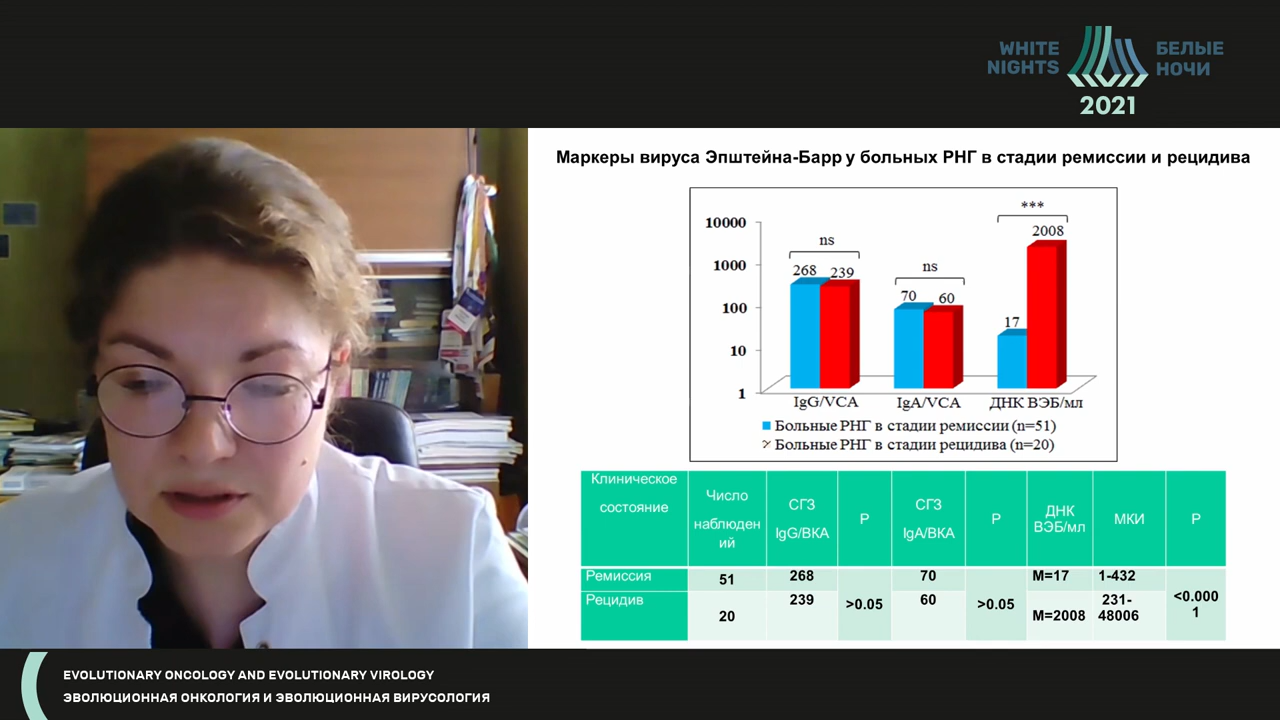 WHITE
NIGHTS
БЕЛЫЕ
НОЧИ
2021
Маркеры вируса Эпштейна-Барр у больных РНГ в стадии ремиссии и рецидива
10000
1000
100
10
1
ns
268 239
ns
70 60
***
17 2008
IgG/VCA IgA/VCA ДНК ВЭБ/мл
Больные РНГ в стадии ремиссии (n=51)
Больные РНГ в стадии рецидива (n=20)
Клиническое
состояние
Число
наблюден
ий
СГЗ
IgG/ВКА
Р
СГЗ
IgA/ВКА
Р
ДНК
ВЭБ/мл
МКИ
Р
Ремиссия 51 268 70 М=17 1-432
Рецидив 20 239 >0.05 60 >0.05 М=2008 231-
48006
<0.000
1
EVOLUTIONARY ONCOLOGY AND EVOLUTIONARY VIROLOGY
ЭВОЛЮЦИОННАЯ ОНКОЛОГИЯ И ЭВОЛЮЦИОННАЯ ВИРУСОЛОГИЯ